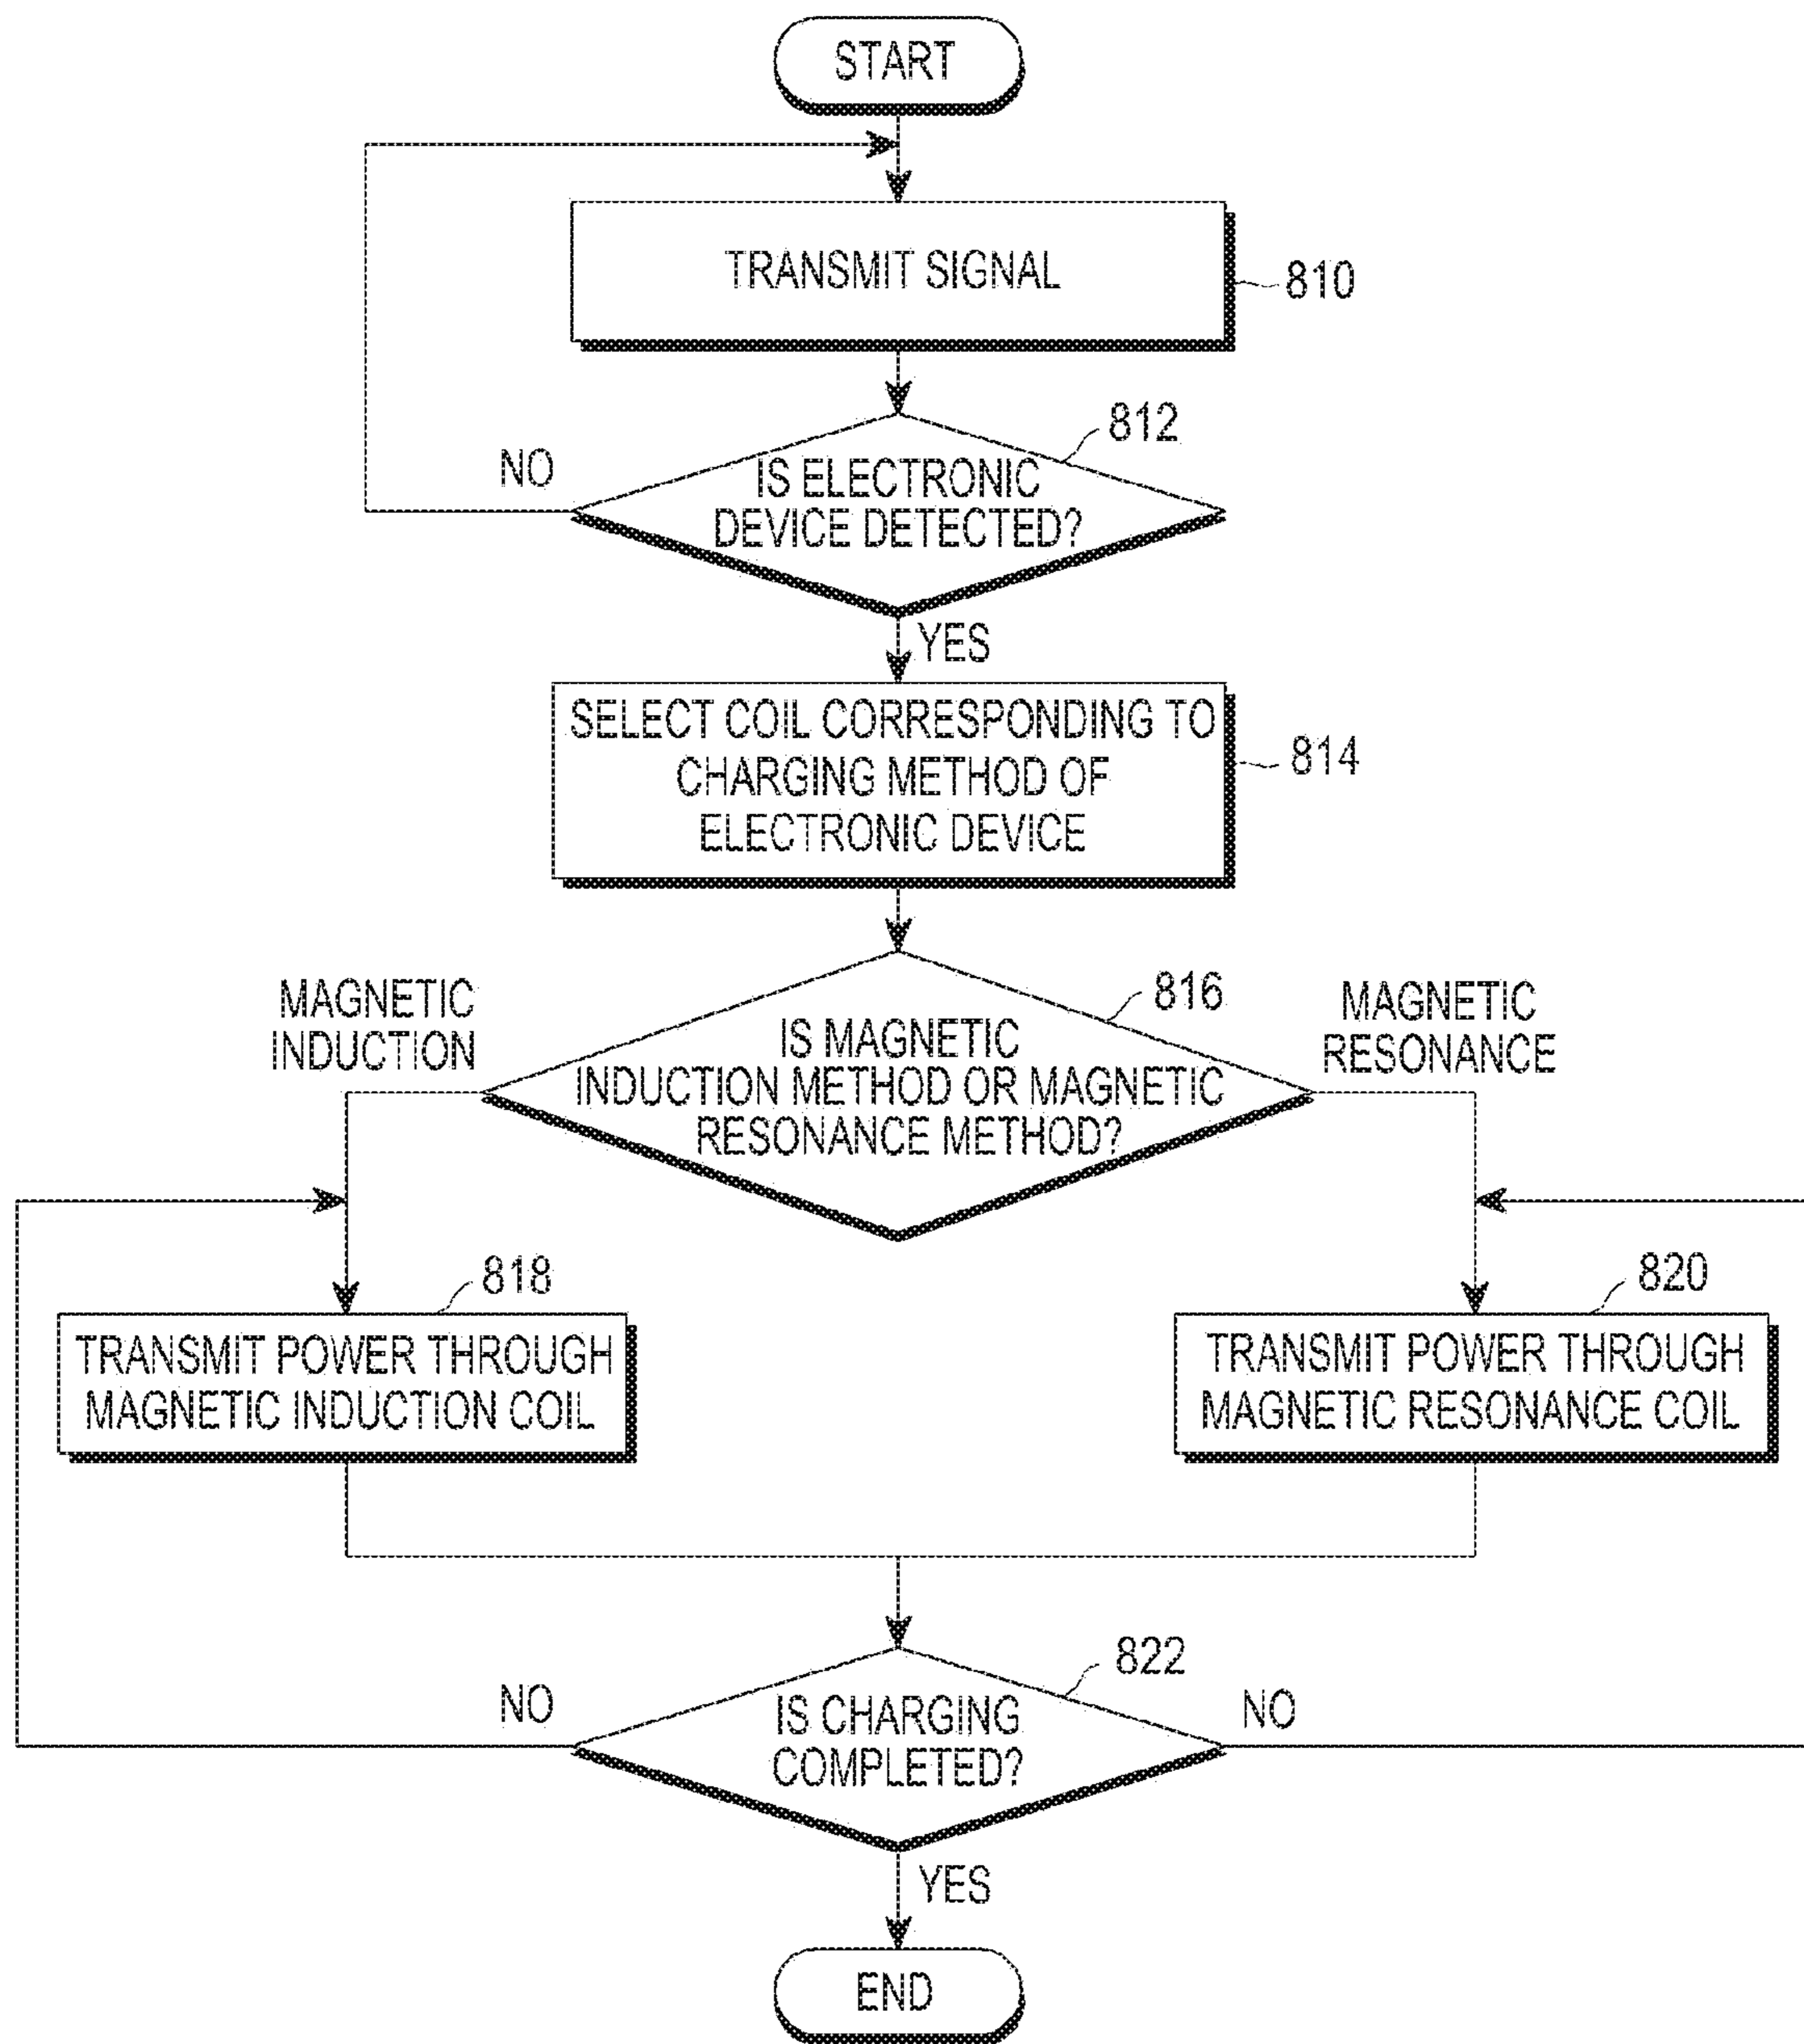 START
TRANSMIT SIGNAL
810
812
NO
IS ELECTRONIC
DEVICE DETECTED?
YES
SELECT COIL CORRESPONDING TO
CHARGING METHOD OF
ELECTRONIC DEVICE
814
MAGNETIC
INDUCTION
816
MAGNETIC
RESONANCE
IS MAGNETIC
INDUCTION METHOD OR MAGNETIC
RESONANCE METHOD?
818
TRANSMIT POWER THROUGH
MAGNETIC INDUCTION COIL
820
TRANSMIT POWER THROUGH
MAGNETIC RESONANCE COIL
822
NO
IS CHARGING
COMPLETED?
NO
YES
END